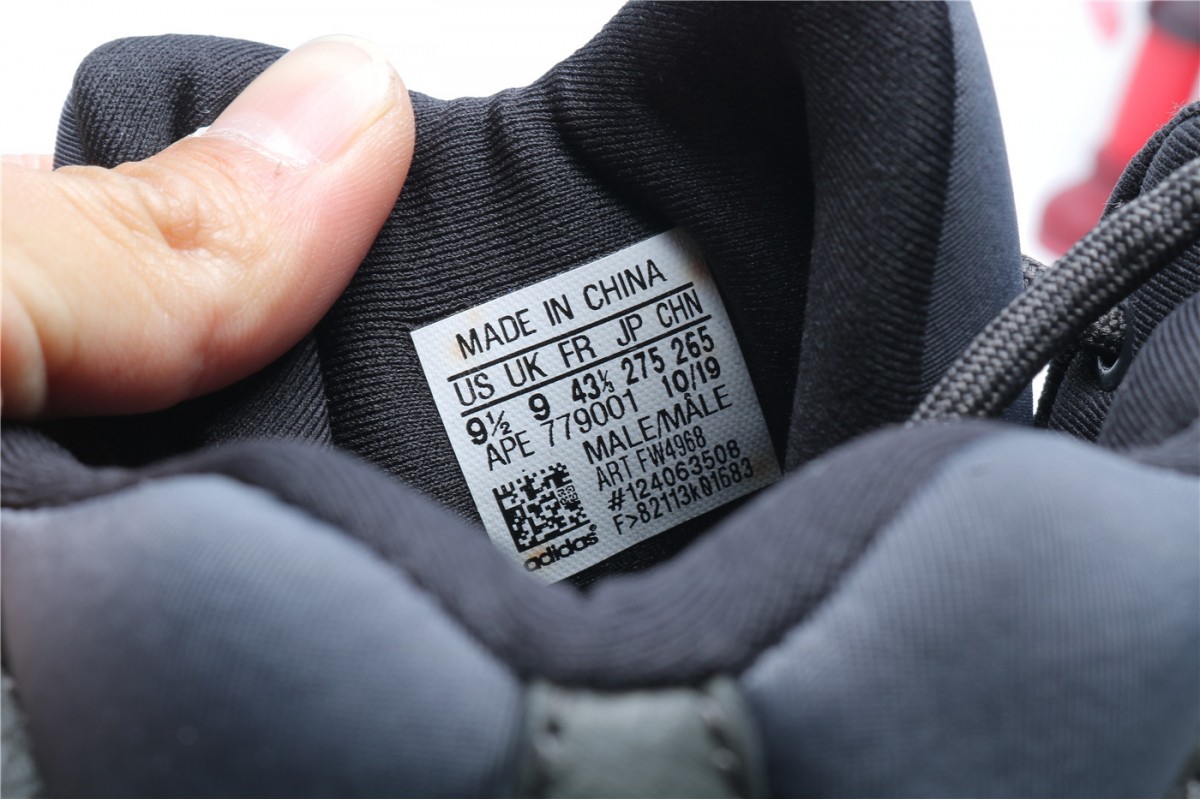 MADE IN CHINA
US UK FR JP CHN
9½ 9 43⅓ 275 265
APE 779001 10/19
MALE/MÂLE
ART FW4968
#124063508
F>82113K01683
adidas®